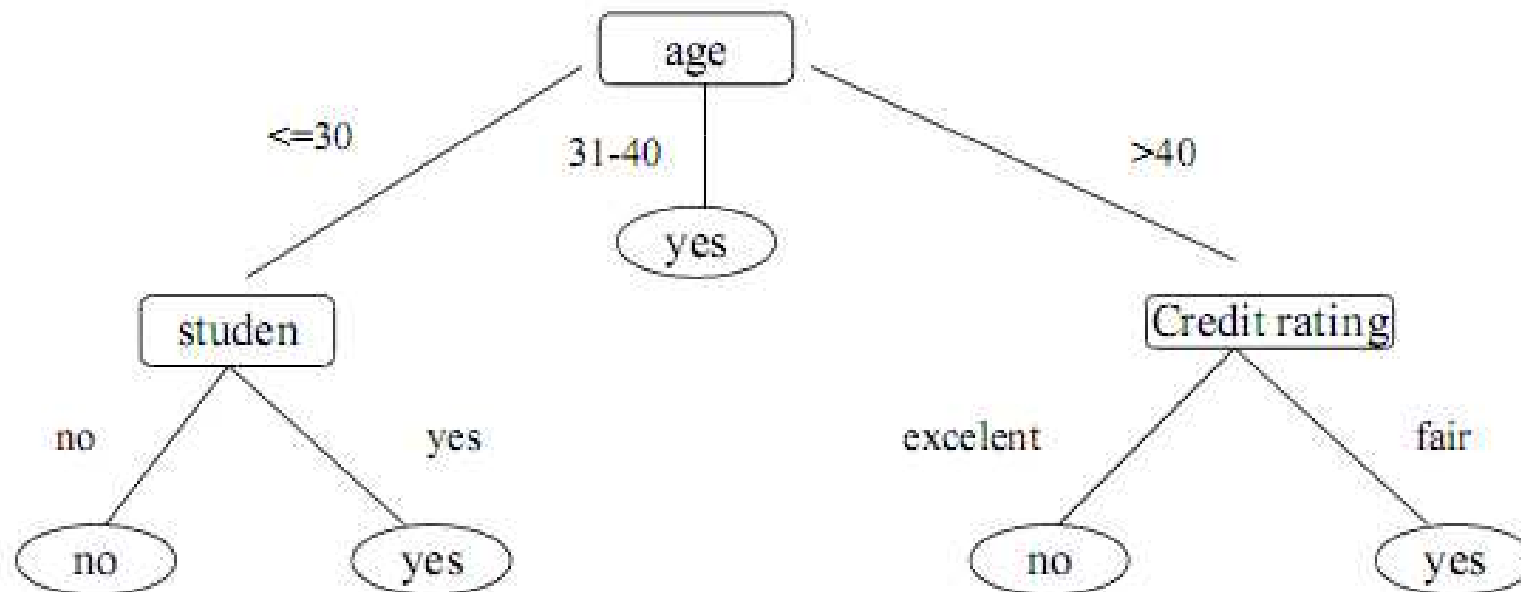 age
<=30
31-40
>40
yes
studen
Credit rating
no
yes
excelent
fair
no
yes
no
yes